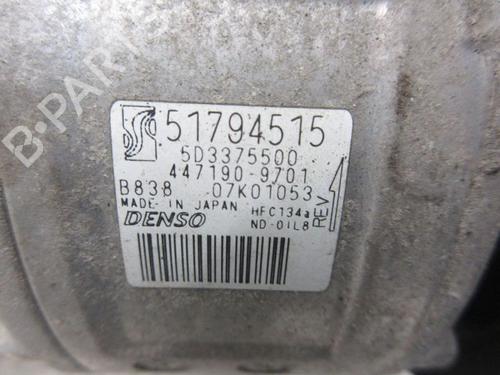 51794515
5D3375500
447190-9701
B838 07K01053
MADE IN JAPAN HFC134a
DENSO ND-OIL8
REV
B-PARTS